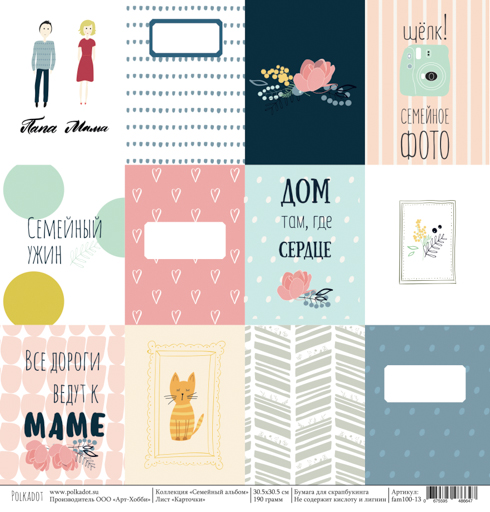 Папа Мама
щёлк!
СЕМЕЙНОЕ
ФОТО
СЕМЕЙНЫЙ
УЖИН
ДОМ
ТАМ, ГДЕ
СЕРДЦЕ
ВСЕ ДОРОГИ
ВЕДУТ К
МАМЕ
POLKADOT
www.polkadot.su
Производитель ООО «Арт-Хобби»
Коллекция «Семейный альбом»
Лист «Карточки»
30.5х30.5 см
190 грамм
Бумага для скрапбукинга
Не содержит кислоту и лигнин
Артикул:
fam100-13